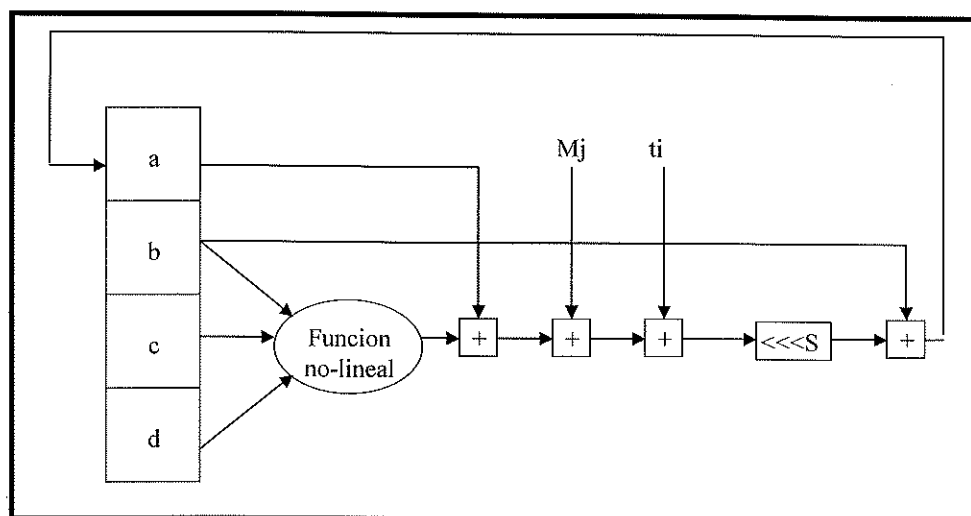 a
b
c
d
Mj
ti
Funcion
no-lineal
+
+
+
<<<S
+